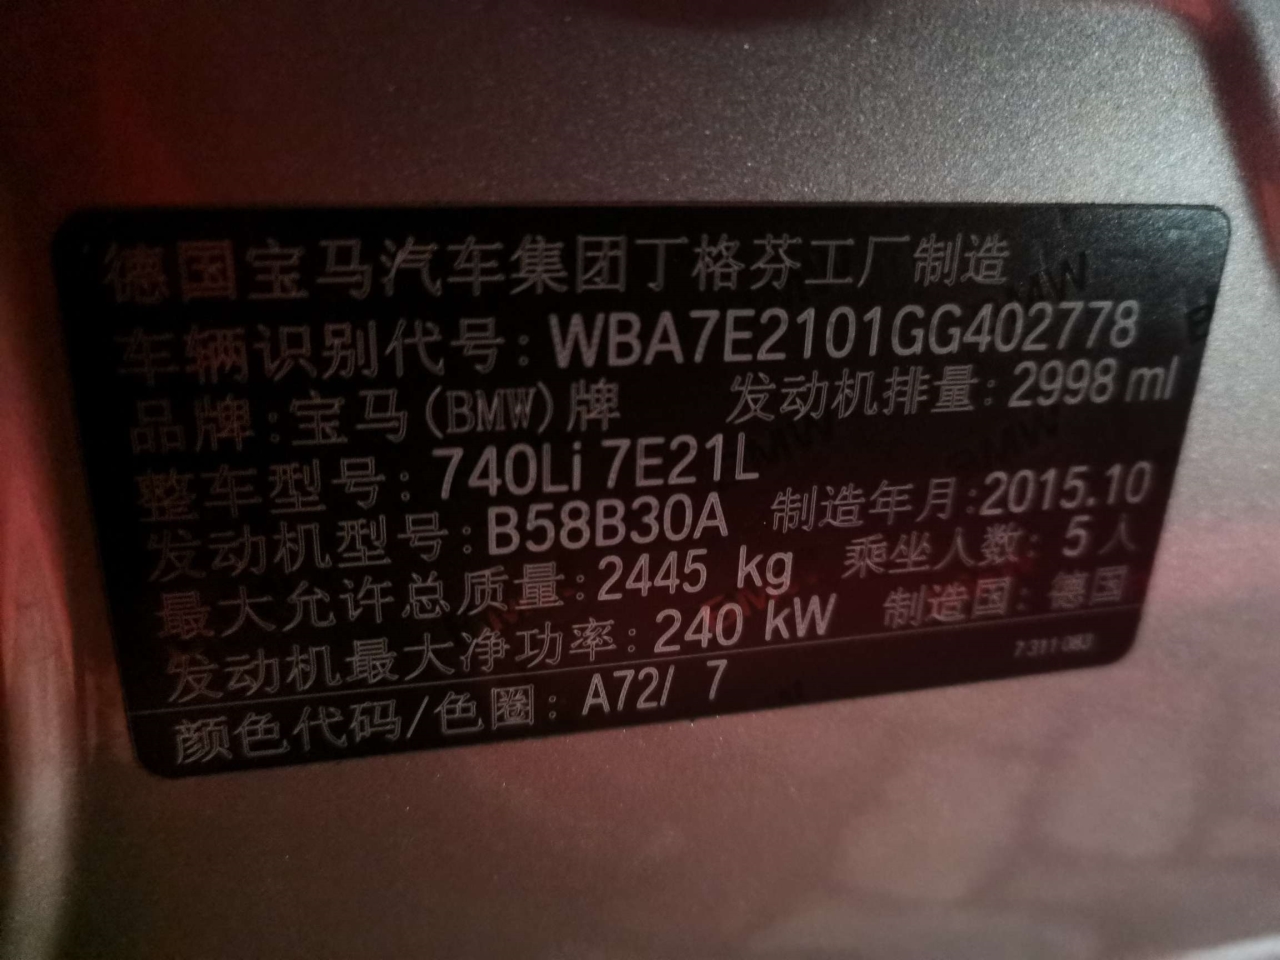 德国宝马汽车集团丁格芬工厂制造
车辆识别代号: WBA7E2101GG402778
品牌: 宝马(BMW)牌 发动机排量: 2998 ml
整车型号: 740Li 7E21L
发动机型号: B58B30A 制造年月: 2015.10
最大允许总质量: 2445 kg 乘坐人数: 5 人
发动机最大净功率: 240 kW 制造国: 德国
7 311 083
颜色代码/色圈: A72/ 7